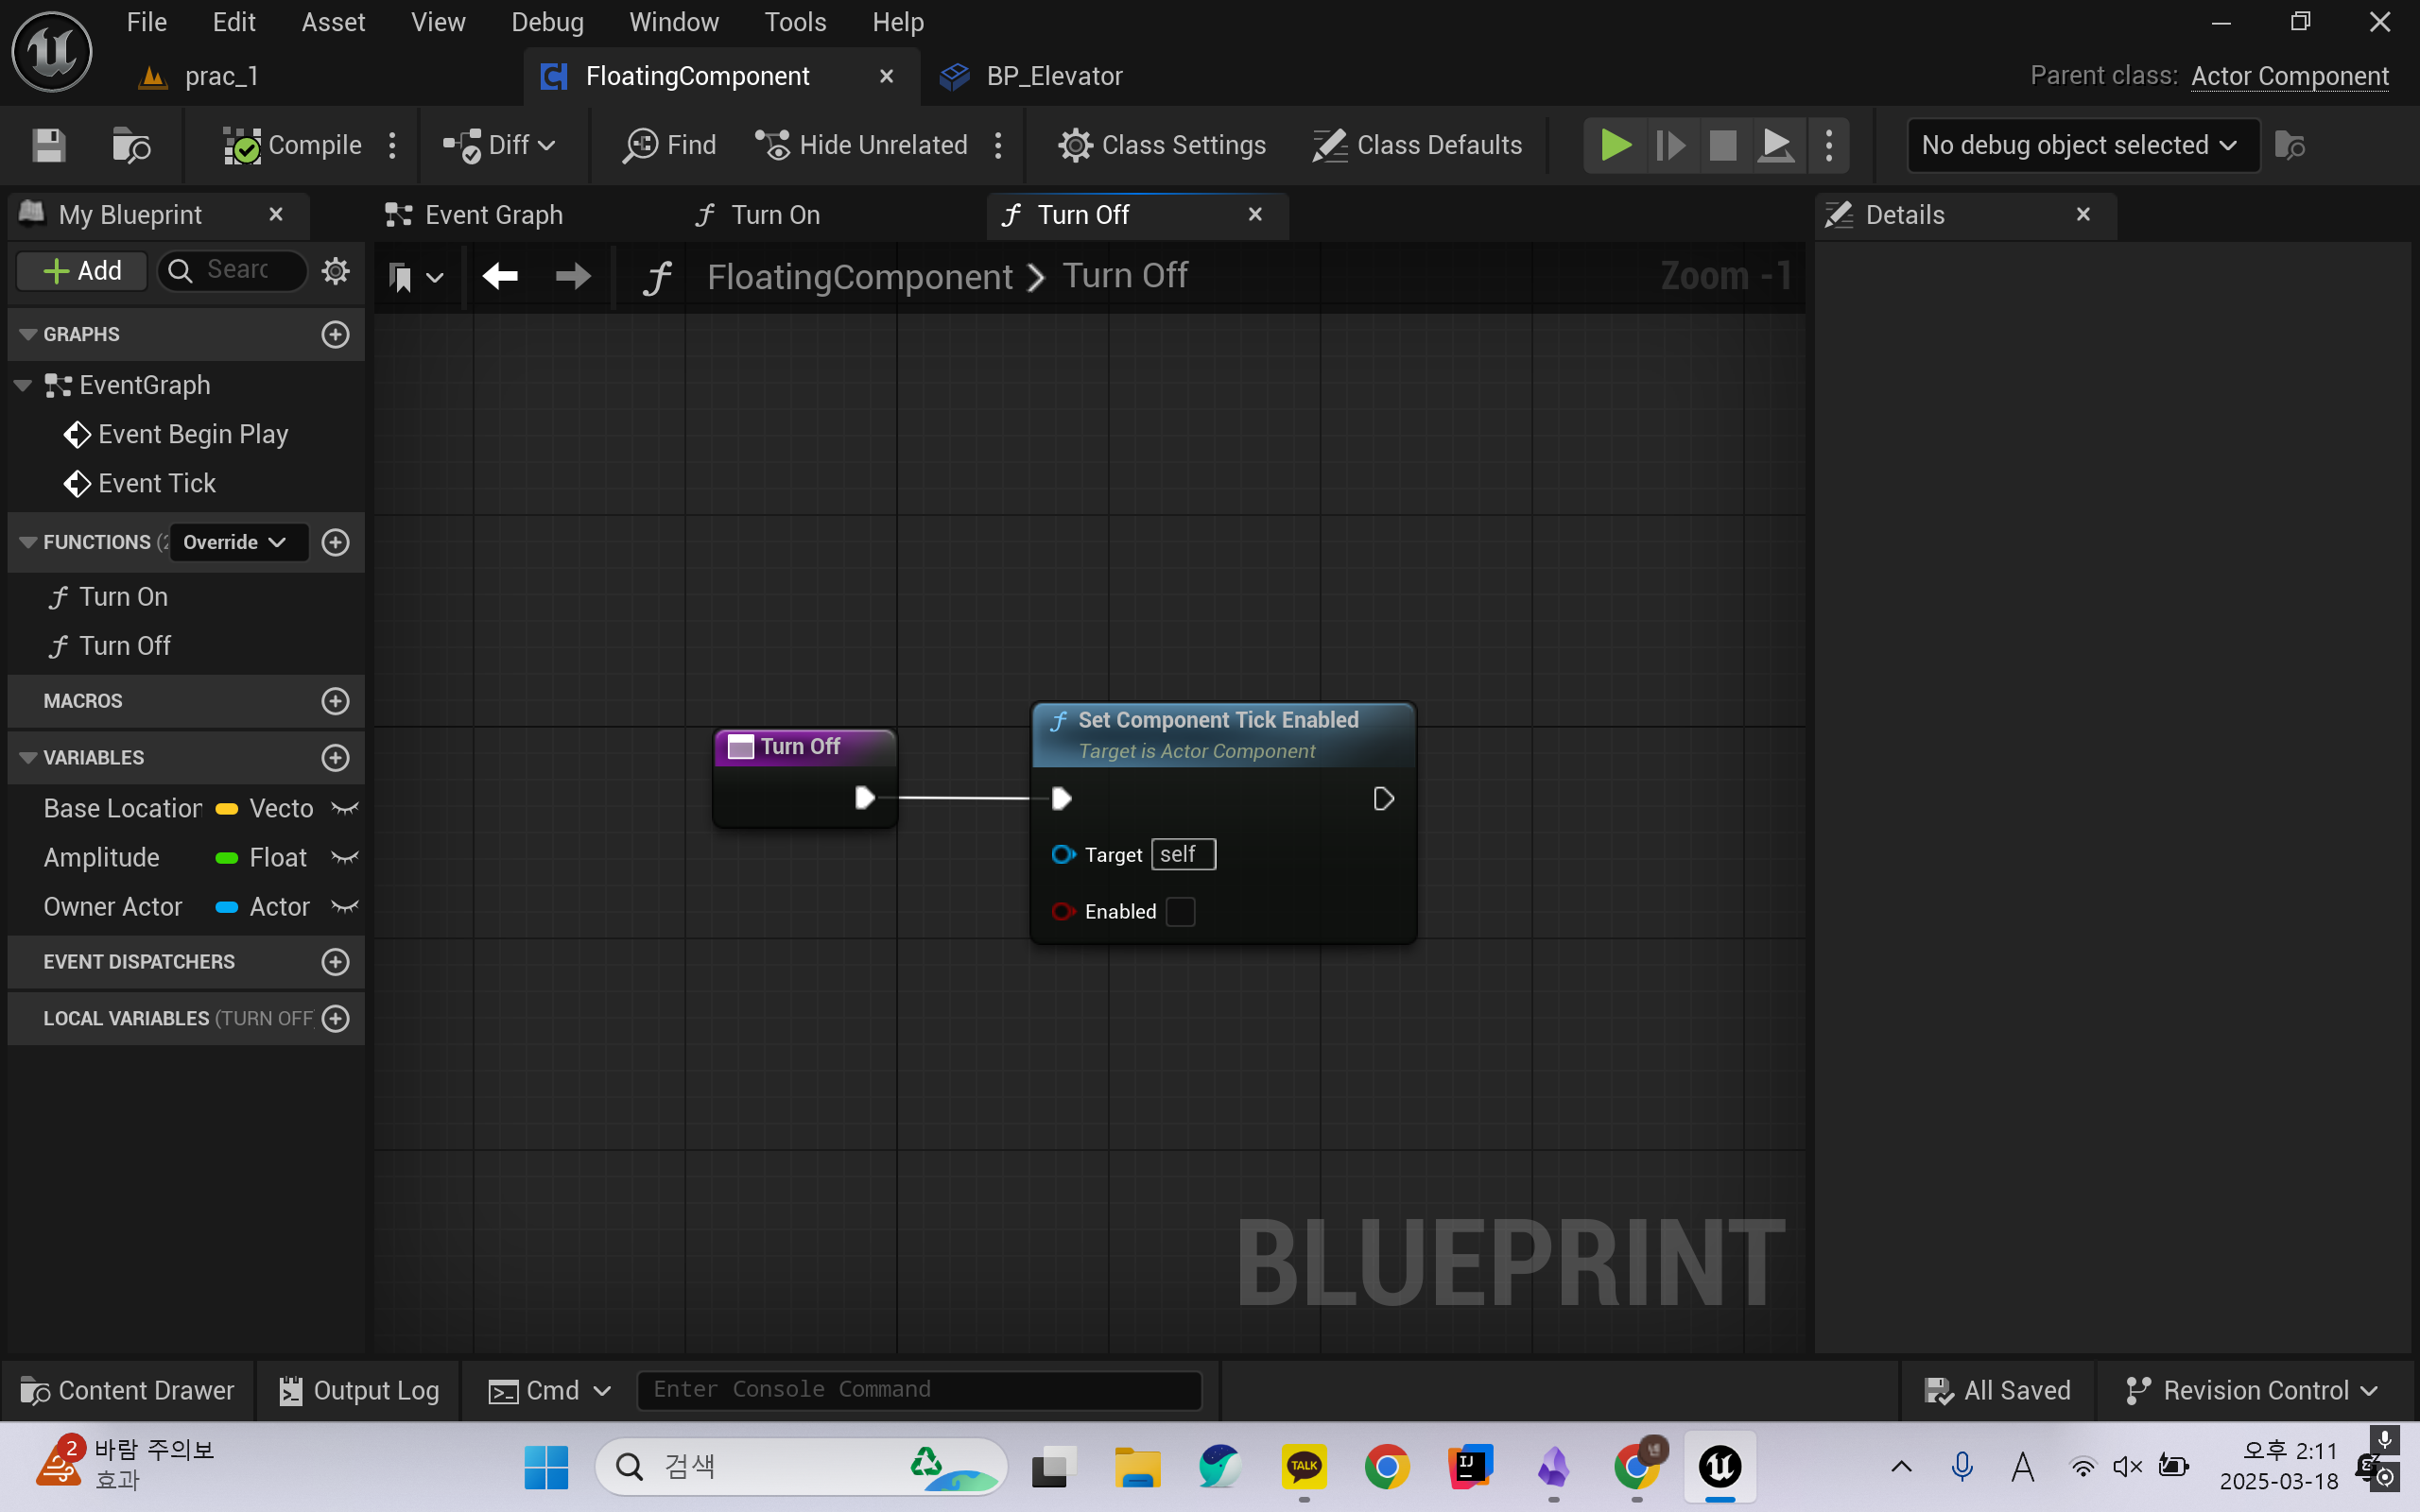 File Edit Asset View Debug Window Tools Help
prac_1 FloatingComponent BP_Elevator Parent class: Actor Component
Compile Diff Find Hide Unrelated Class Settings Class Defaults No debug object selected
My Blueprint Event Graph Turn On Turn Off Details
Add Searc FloatingComponent > Turn Off Zoom -1
GRAPHS
EventGraph
Event Begin Play
Event Tick
FUNCTIONS (2 Override
Turn On
Turn Off
MACROS
VARIABLES
Base Location Vecto
Amplitude Float
Owner Actor Actor
EVENT DISPATCHERS
LOCAL VARIABLES (TURN OFF
Turn Off
Set Component Tick Enabled
Target is Actor Component
Target self
Enabled
BLUEPRINT
Content Drawer Output Log Cmd Enter Console Command All Saved Revision Control
2 바람 주의보
효과
검색
TALK
IJ
A
오후 2:11
2025-03-18